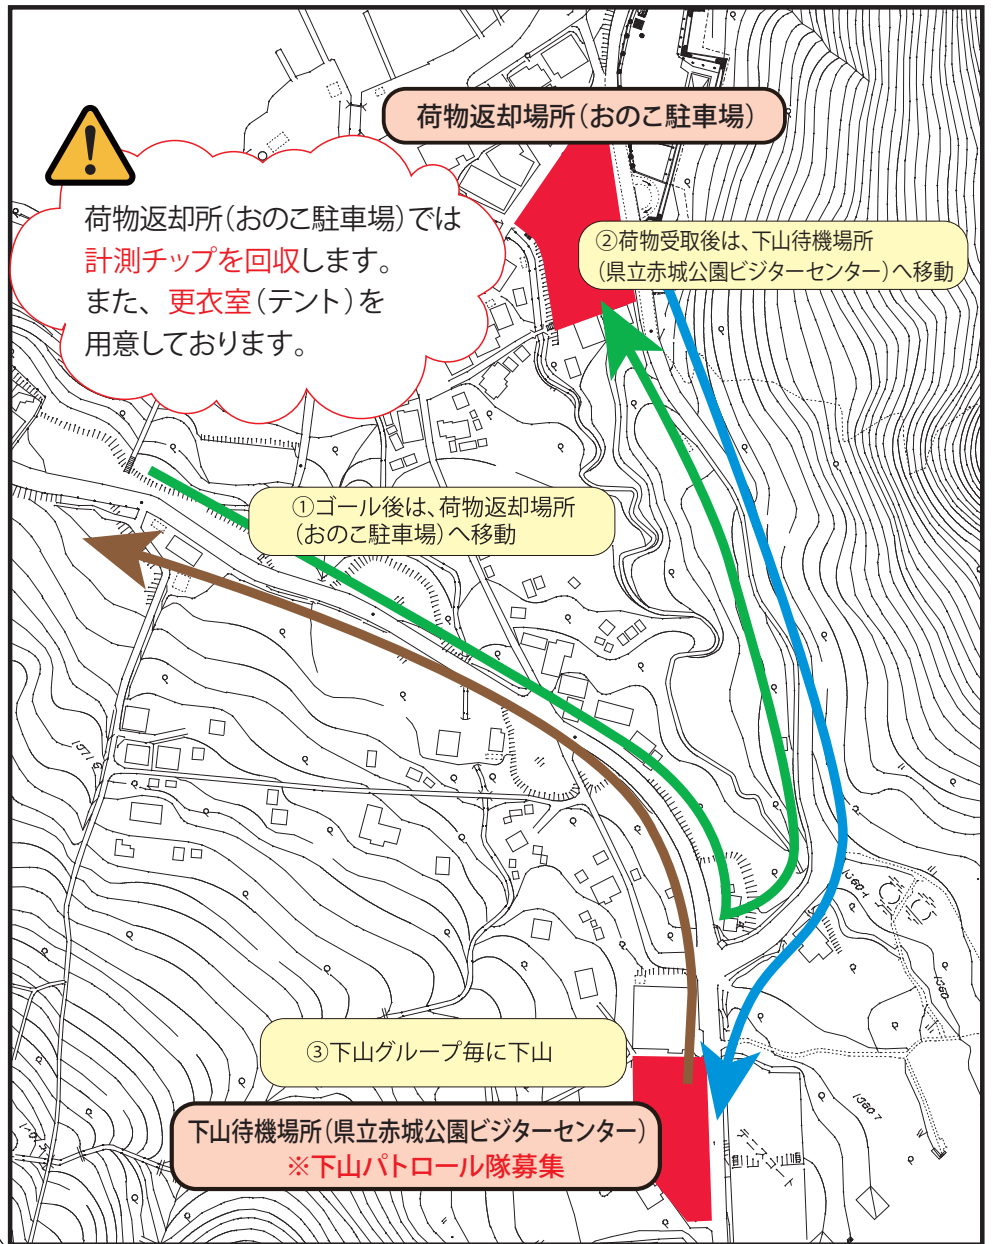 荷物返却場所(おのこ駐車場)
荷物返却所(おのこ駐車場)では
計測チップを回収します。
また、更衣室(テント)を
用意しております。
②荷物受取後は、下山待機場所
(県立赤城公園ビジターセンター)へ移動
①ゴール後は、荷物返却場所
(おのこ駐車場)へ移動
③下山グループ毎に下山
下山待機場所(県立赤城公園ビジターセンター)
※下山パトロール隊募集
テニスコート